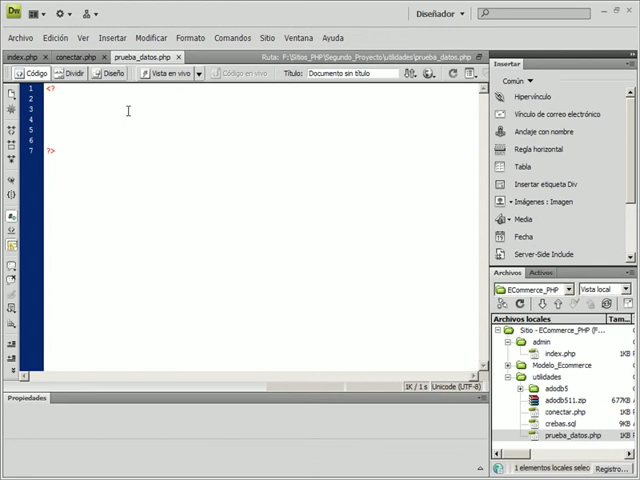 Dw
Diseñador
Archivo Edición Ver Insertar Modificar Formato Comandos Sitio Ventana Ayuda
index.php conectar.php prueba_datos.php Ruta: F:\Sitios_PHP\Segundo_Proyecto\utilidades\prueba_datos.php
Código Dividir Diseño Vista en vivo Código en vivo Título: Documento sin título
1 <?
2
3
4
5
6
7 ?>
1K / 1 s Unicode (UTF-8)
Propiedades
Insertar
Común
Hipervínculo
Vínculo de correo electrónico
Anclaje con nombre
Regla horizontal
Tabla
Insertar etiqueta Div
Imágenes : Imagen
Media
Fecha
Server-Side Include
Archivos Activos
ECommerce_PHP Vista local
Archivos locales Tam...
Sitio - ECommerce_PHP (F...
admin
index.php 1KB
Modelo_Ecommerce
utilidades
adodb5
adodb511.zip 677KB
conectar.php 1KB
crebas.sql 9KB
prueba_datos.php 1KB
1 elementos locales selec
Registro...